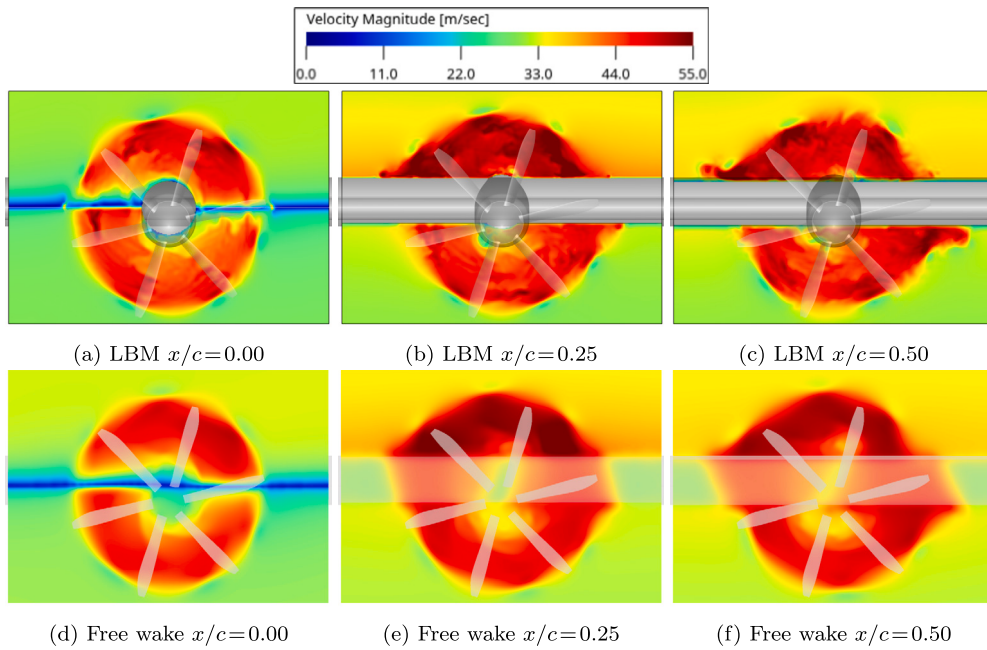 Velocity Magnitude [m/sec]
0.0 11.0 22.0 33.0 44.0 55.0
(a) LBM x/c=0.00
(b) LBM x/c=0.25
(c) LBM x/c=0.50
(d) Free wake x/c=0.00
(e) Free wake x/c=0.25
(f) Free wake x/c=0.50